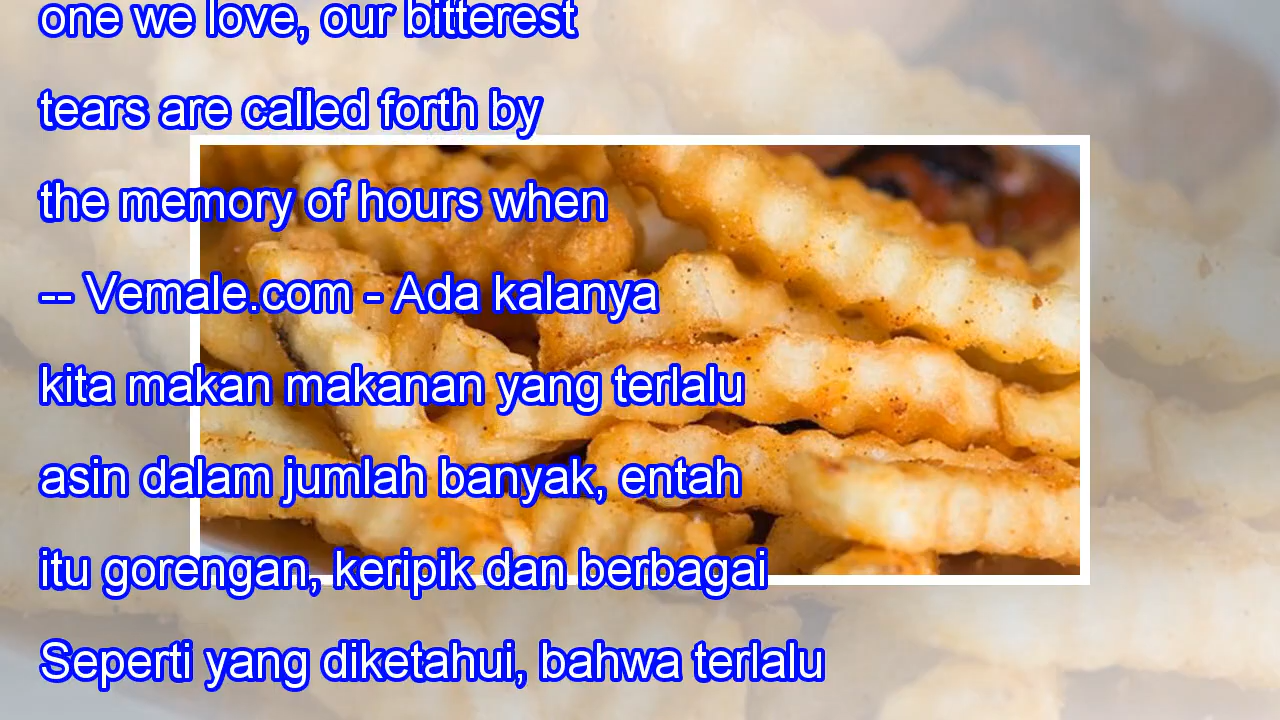 one we love, our bitterest
tears are called forth by
the memory of hours when
-- Vemale.com - Ada kalanya
kita makan makanan yang terlalu
asin dalam jumlah banyak, entah
itu gorengan, keripik dan berbagai
Seperti yang diketahui, bahwa terlalu